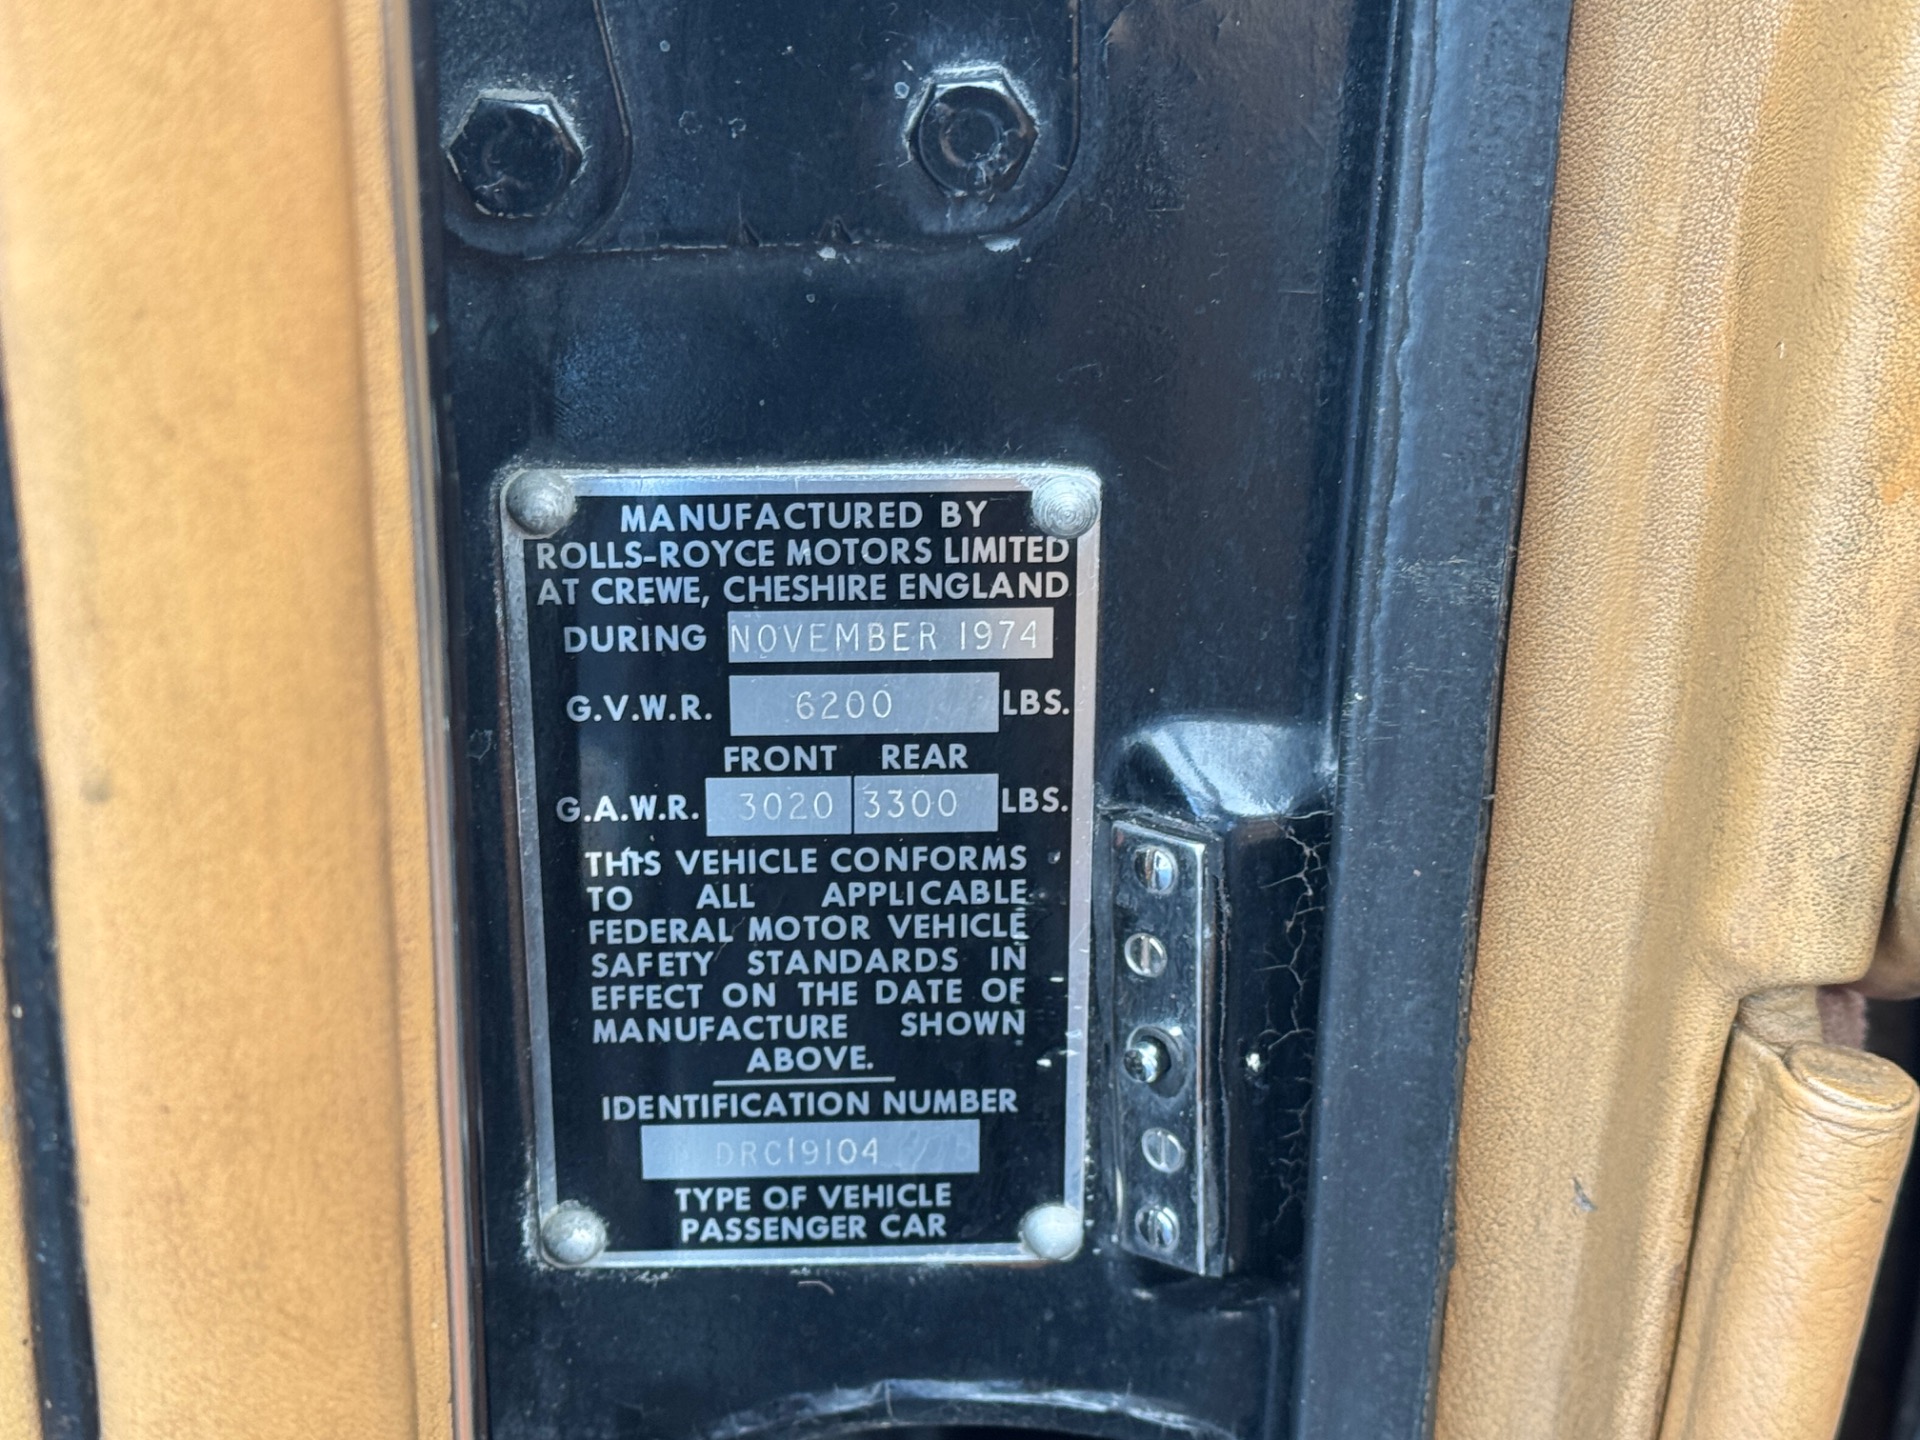 MANUFACTURED BY
ROLLS-ROYCE MOTORS LIMITED
AT CREWE, CHESHIRE ENGLAND
DURING NOVEMBER 1974
G.V.W.R. 6200 LBS.
FRONT REAR
G.A.W.R. 3020 3300 LBS.
THIS VEHICLE CONFORMS
TO ALL APPLICABLE
FEDERAL MOTOR VEHICLE
SAFETY STANDARDS IN
EFFECT ON THE DATE OF
MANUFACTURE SHOWN
ABOVE.
IDENTIFICATION NUMBER
DRC19104
TYPE OF VEHICLE
PASSENGER CAR